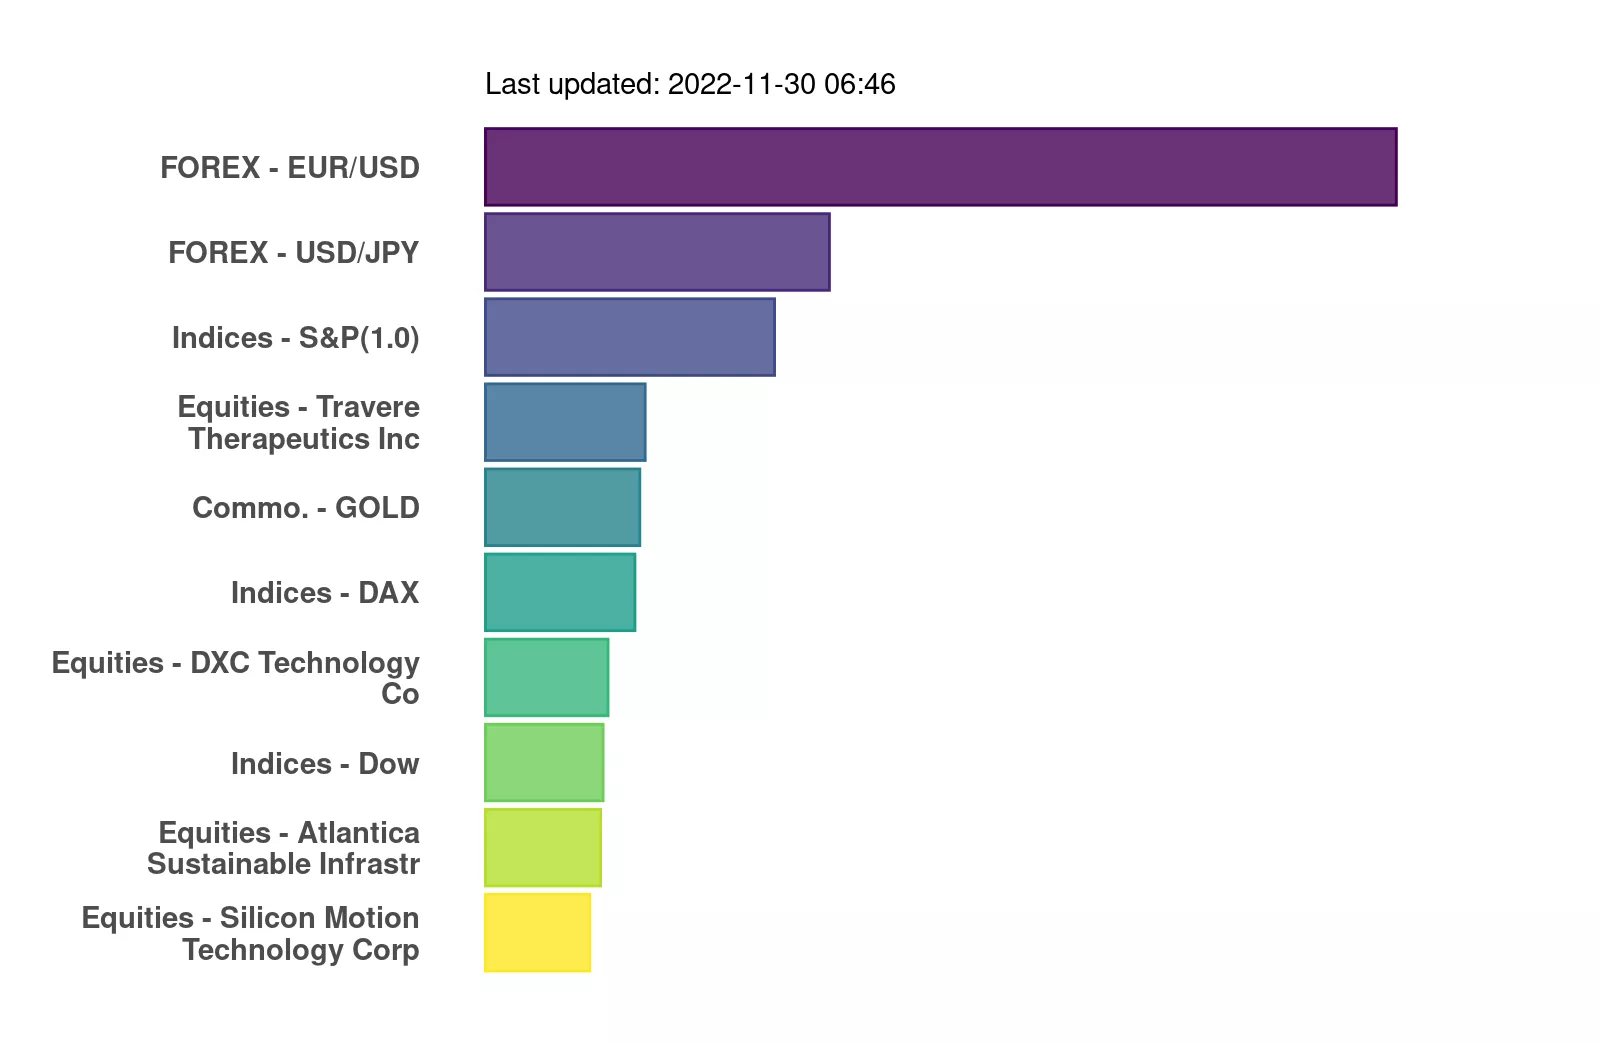 Last updated: 2022-11-30 06:46
FOREX - EUR/USD
FOREX - USD/JPY
Indices - S&P(1.0)
Equities - Travere
Therapeutics Inc
Commo. - GOLD
Indices - DAX
Equities - DXC Technology
Co
Indices - Dow
Equities - Atlantica
Sustainable Infrastr
Equities - Silicon Motion
Technology Corp